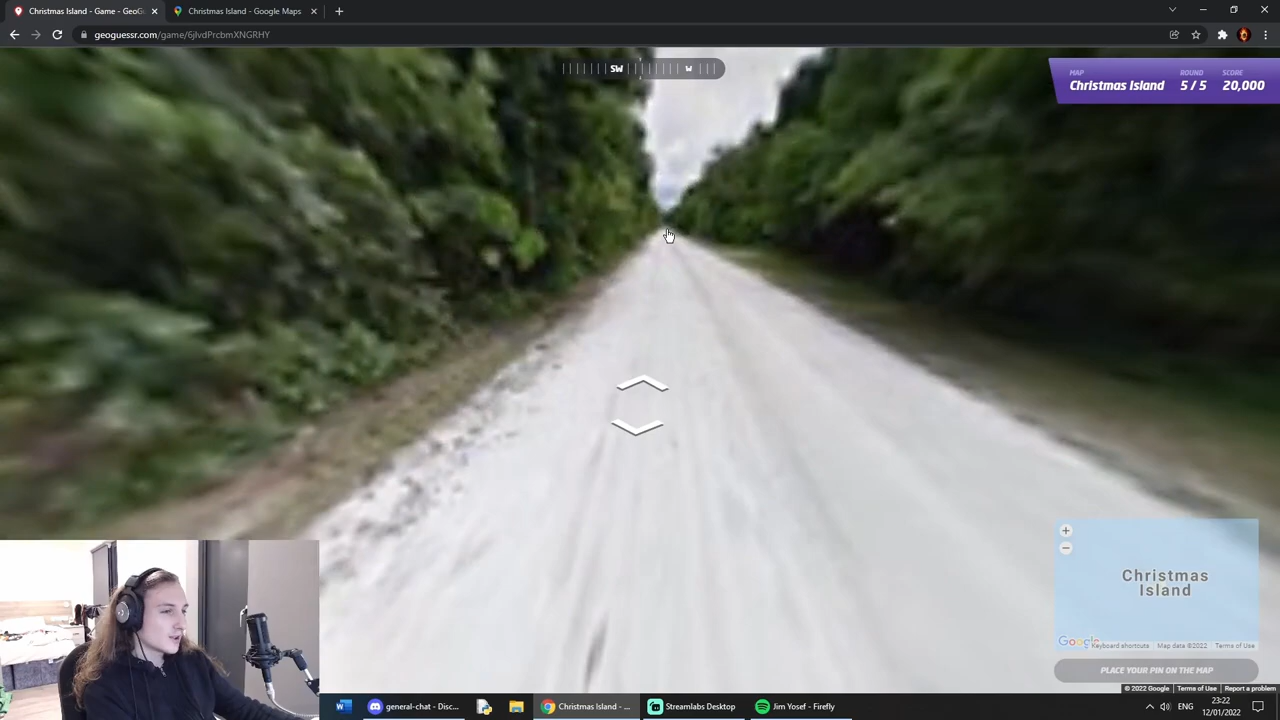 Christmas Island - Game - GeoG
Christmas Island - Google Maps
geoguessr.com/game/6jIvdPrcbmXNGRHY
SW
W
MAP
Christmas Island
ROUND
5 / 5
SCORE
20,000
Christmas
Island
Google
Keyboard shortcuts
Map data ©2022
Terms of Use
PLACE YOUR PIN ON THE MAP
© 2022 Google
Terms of Use
Report a problem
general-chat - Disc...
Christmas Island - ...
Streamlabs Desktop
Jim Yosef - Firefly
ENG
23:22
12/01/2022